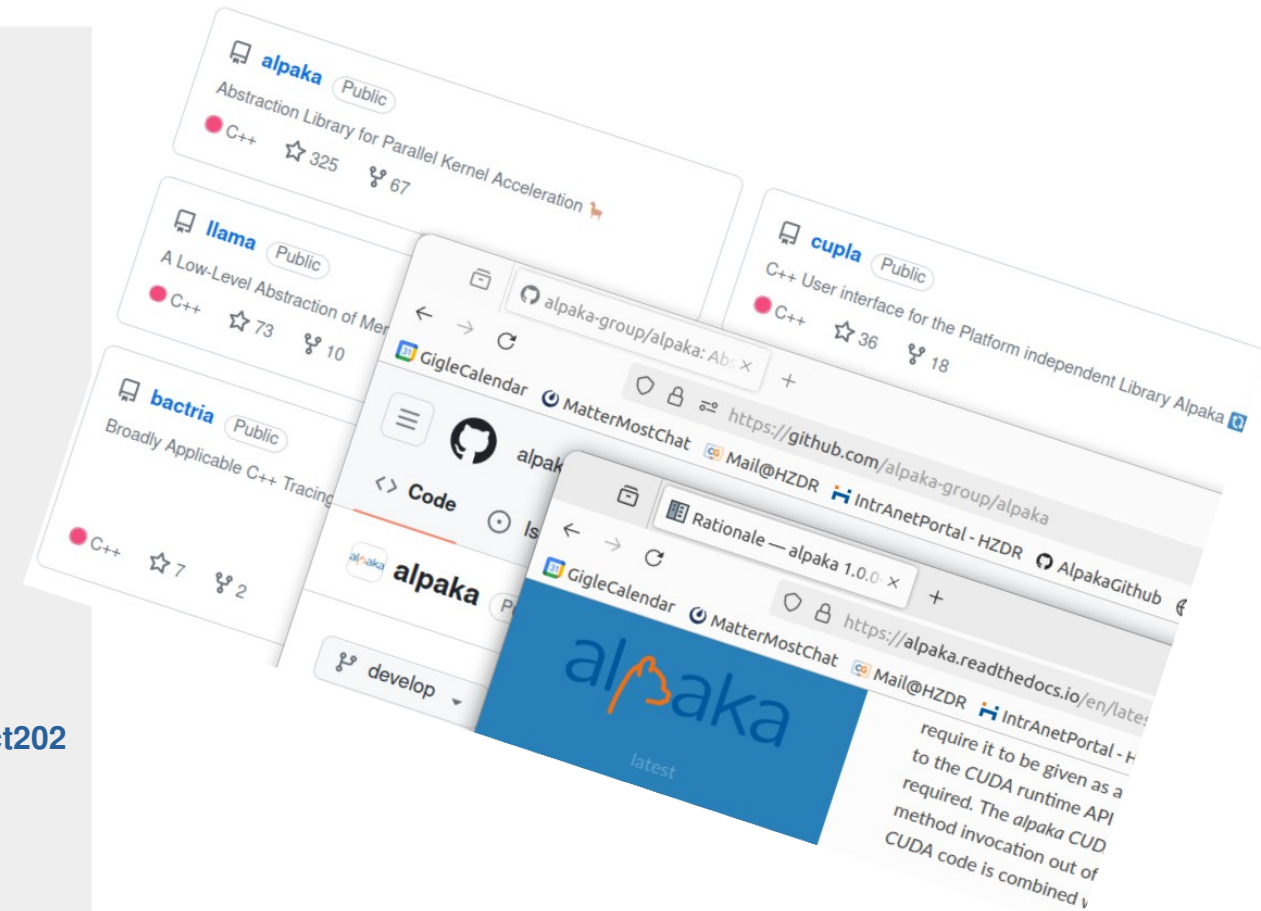 alpaka Public
Abstraction Library for Parallel Kernel Acceleration
C++ 325 67
llama Public
A Low-Level Abstraction of Mer
C++ 73 10
bactria Public
Broadly Applicable C++ Tracing
C++ 7 2
cupla Public
C++ User interface for the Platform independent Library Alpaka
C++ 36 18
alpaka-group/alpaka: Abs
https://github.com/alpaka-group/alpaka
GigleCalendar MatterMostChat Mail@HZDR IntrAnetPortal - HZDR AlpakaGithub
alpak
Code Is
alpaka P
develop
Rationale — alpaka 1.0.0-
https://alpaka.readthedocs.io/en/lates
GigleCalendar MatterMostChat Mail@HZDR IntrAnetPortal - H
alpaka
latest
require it to be given as a
to the CUDA runtime API
required. The alpaka CUD
method invocation out of
CUDA code is combined
t202